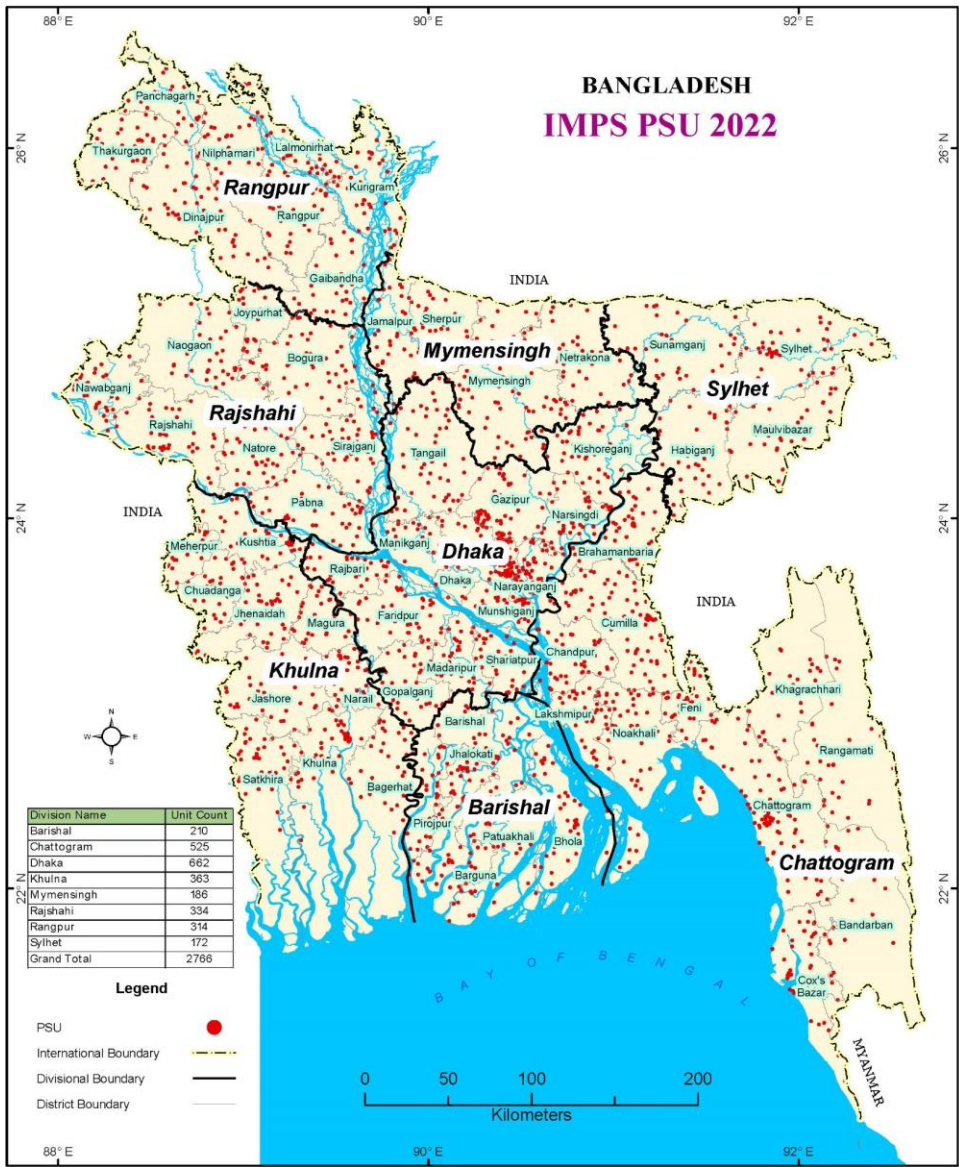 88° E 90° E 92° E
BANGLADESH
IMPS PSU 2022
26° N
26° N
Panchagarh
Thakurgaon
Nilphamari
Lalmonirhat
Rangpur
Kurigram
Dinajpur
Rangpur
Gaibandha
INDIA
Joypurhat
Jamalpur
Sherpur
Naogaon
Bogura
Mymensingh
Netrakona
Sunamganj
Sylhet
Nawabganj
Mymensingh
Sylhet
Rajshahi
Rajshahi
Natore
Sirajganj
Tangail
Kishoreganj
Habiganj
Maulvibazar
Pabna
Gazipur
Narsingdi
INDIA
24° N
24° N
Meherpur
Kushtia
Manikganj
Dhaka
Brahamanbaria
Rajbari
Dhaka
Narayanganj
Chuadanga
Jhenaidah
Magura
Faridpur
Munshiganj
Cumilla
INDIA
Khulna
Madaripur
Shariatpur
Chandpur
Jashore
Narail
Gopalganj
Khagrachhari
Barishal
Lakshmipur
Feni
Noakhali
Rangamati
N
W E
S
Satkhira
Khulna
Bagerhat
Jhalokati
Barishal
Chattogram
Pirojpur
Patuakhali
Bhola
Barguna
Chattogram
22° N
22° N
Bandarban
Cox's
Bazar
BAY OF BENGAL
MYANMAR
Division Name Unit Count
Barishal 210
Chattogram 525
Dhaka 662
Khulna 363
Mymensingh 186
Rajshahi 334
Rangpur 314
Sylhet 172
Grand Total 2766
Legend
PSU
International Boundary
Divisional Boundary
District Boundary
0 50 100 200
Kilometers
88° E 90° E 92° E